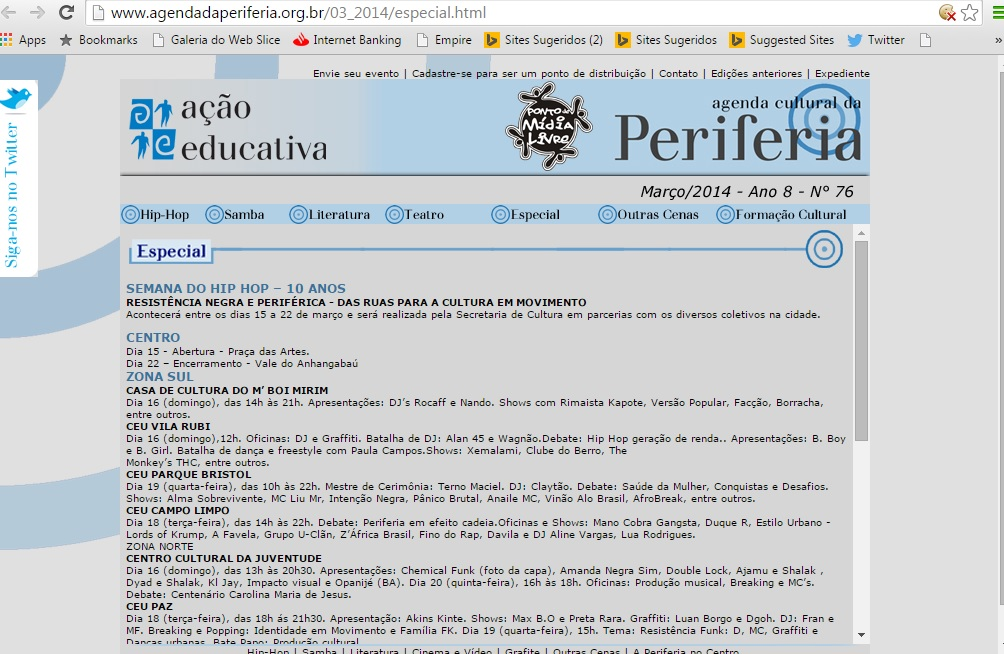 www.agendadaperiferia.org.br/03_2014/especial.html
Apps Bookmarks Galeria do Web Slice Internet Banking Empire Sites Sugeridos (2) Sites Sugeridos Suggested Sites Twitter »
Envie seu evento | Cadastre-se para ser um ponto de distribuição | Contato | Edições anteriores | Expediente
Siga-nos no Twitter
ação
educativa
PONTO DE
MÍDIA
LIVRE
agenda cultural da
Periferia
Março/2014 - Ano 8 - N° 76
Hip-Hop Samba Literatura Teatro Especial Outras Cenas Formação Cultural
Especial
SEMANA DO HIP HOP – 10 ANOS
RESISTÊNCIA NEGRA E PERIFÉRICA - DAS RUAS PARA A CULTURA EM MOVIMENTO
Acontecerá entre os dias 15 a 22 de março e será realizada pela Secretaria de Cultura em parcerias com os diversos coletivos na cidade.
CENTRO
Dia 15 - Abertura - Praça das Artes.
Dia 22 – Encerramento - Vale do Anhangabaú
ZONA SUL
CASA DE CULTURA DO M' BOI MIRIM
Dia 16 (domingo), das 14h às 21h. Apresentações: DJ's Rocaff e Nando. Shows com Rimaista Kapote, Versão Popular, Facção, Borracha,
entre outros.
CEU VILA RUBI
Dia 16 (domingo),12h. Oficinas: DJ e Graffiti. Batalha de DJ: Alan 45 e Wagnão.Debate: Hip Hop geração de renda.. Apresentações: B. Boy
e B. Girl. Batalha de dança e freestyle com Paula Campos.Shows: Xemalami, Clube do Berro, The
Monkey's THC, entre outros.
CEU PARQUE BRISTOL
Dia 19 (quarta-feira), das 10h às 22h. Mestre de Cerimônia: Terno Maciel. DJ: Claytão. Debate: Saúde da Mulher, Conquistas e Desafios.
Shows: Alma Sobrevivente, MC Liu Mr, Intenção Negra, Pânico Brutal, Anaile MC, Vinão Alo Brasil, AfroBreak, entre outros.
CEU CAMPO LIMPO
Dia 18 (terça-feira), das 14h às 22h. Debate: Periferia em efeito cadeia.Oficinas e Shows: Mano Cobra Gangsta, Duque R, Estilo Urbano -
Lords of Krump, A Favela, Grupo U-Clãn, Z'África Brasil, Fino do Rap, Davila e DJ Aline Vargas, Lua Rodrigues.
ZONA NORTE
CENTRO CULTURAL DA JUVENTUDE
Dia 16 (domingo), das 13h às 20h30. Apresentações: Chemical Funk (foto da capa), Amanda Negra Sim, Double Lock, Ajamu e Shalak ,
Dyad e Shalak, Kl Jay, Impacto visual e Opanijé (BA). Dia 20 (quinta-feira), 16h às 18h. Oficinas: Produção musical, Breaking e MC's.
Debate: Centenário Carolina Maria de Jesus.
CEU PAZ
Dia 18 (terça-feira), das 18h ás 21h30. Apresentação: Akins Kinte. Shows: Max B.O e Preta Rara. Graffiti: Luan Borgo e Dgoh. DJ: Fran e
MF. Breaking e Popping: Identidade em Movimento e Família FK. Dia 19 (quarta-feira), 15h. Tema: Resistência Funk: D, MC, Graffiti e
Danças urbanas. Bate Papo: Produção cultural
Hip-Hop | Samba | Literatura | Cinema e Vídeo | Grafite | Outras Cenas | A Periferia no Centro